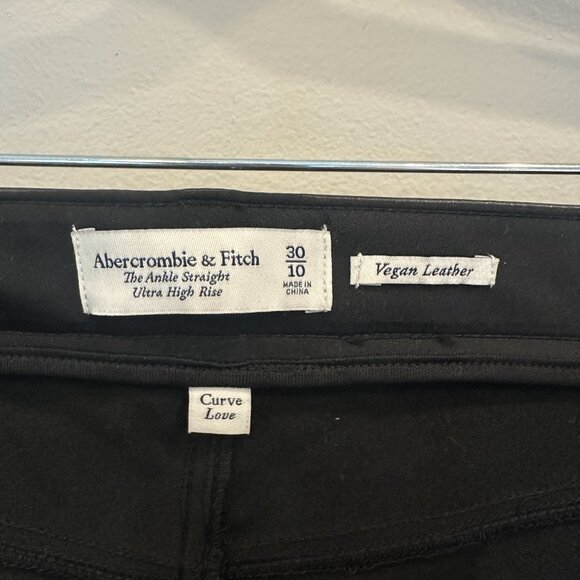 Abercrombie & Fitch
The Ankle Straight
Ultra High Rise
30
10
MADE IN
CHINA
Vegan Leather
Curve
Love